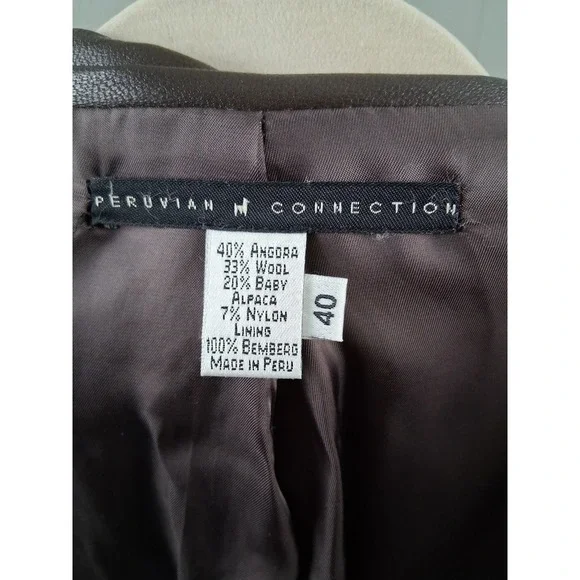 PERUVIAN CONNECTION
40% ANGORA
33% WOOL
20% BABY
ALPACA
7% NYLON
LINING
100% BEMBERG
MADE IN PERU
40